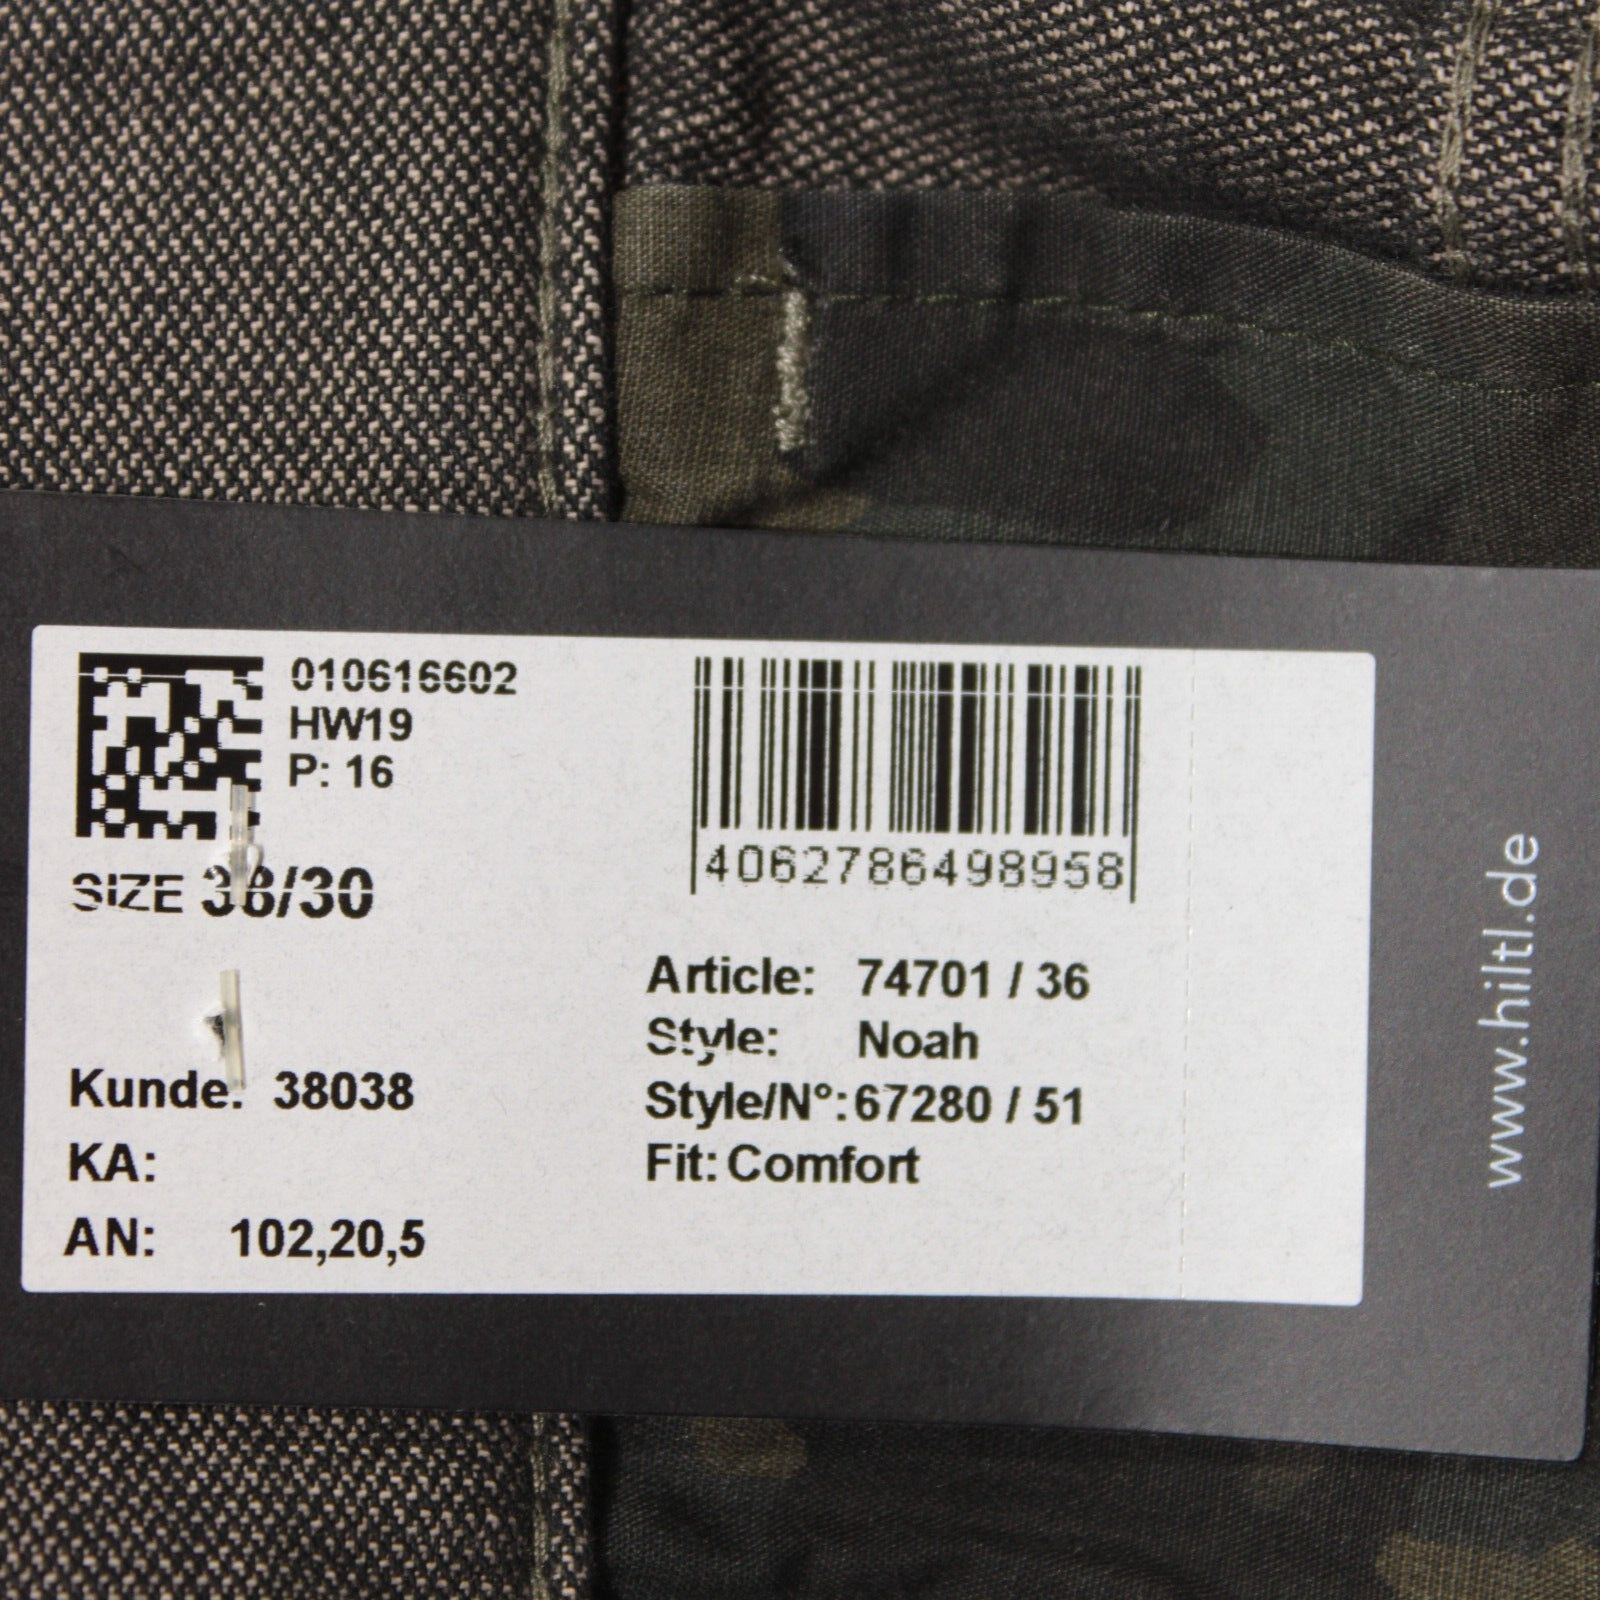 010616602
HW19
P: 16
SIZE 38/30
Kunde: 38038
KA:
AN: 102,20,5
4062786498958
Article: 74701 / 36
Style: Noah
Style/N°: 67280 / 51
Fit: Comfort
www.hiltl.de